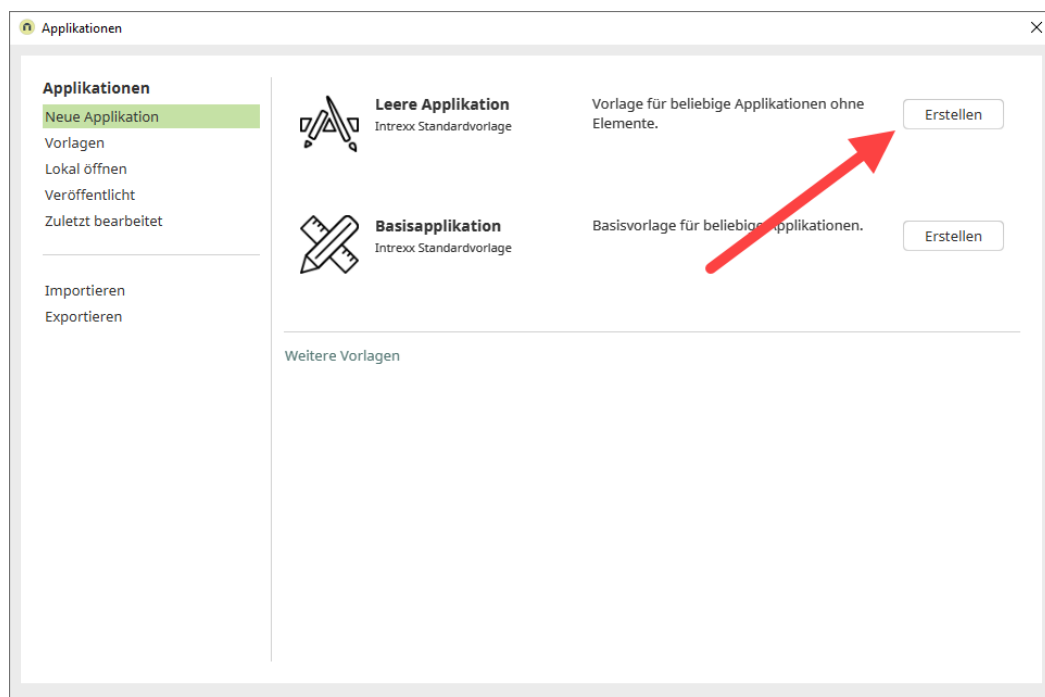 Applikationen
Applikationen
Neue Applikation
Vorlagen
Lokal öffnen
Veröffentlicht
Zuletzt bearbeitet
Importieren
Exportieren
Leere Applikation
Intrexx Standardvorlage
Vorlage für beliebige Applikationen ohne
Elemente.
Erstellen
Basisapplikation
Intrexx Standardvorlage
Basisvorlage für beliebige Applikationen.
Erstellen
Weitere Vorlagen